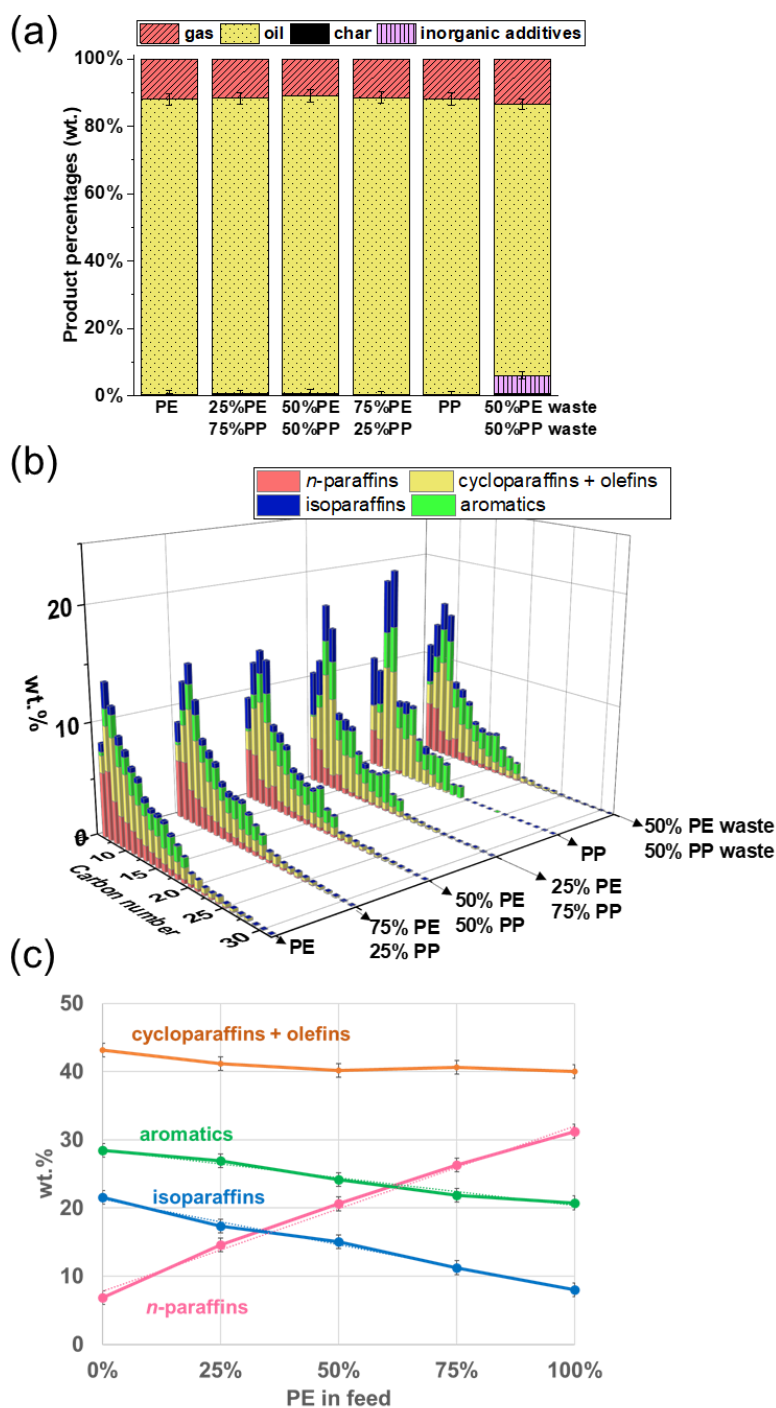 (a)
gas oil char inorganic additives
Product percentages (wt.)
100%
80%
60%
40%
20%
0%
PE 25%PE 50%PE 75%PE PP 50%PE waste
75%PP 50%PP 25%PP 50%PP waste
(b)
n-paraffins cycloparaffins + olefins
isoparaffins aromatics
wt.%
20
10
0
10
15
20
25
30
Carbon number
PE
75% PE
25% PP
50% PE
50% PP
25% PE
75% PP
PP
50% PE waste
50% PP waste
(c)
wt.%
50
40
30
20
10
0
cycloparaffins + olefins
aromatics
isoparaffins
n-paraffins
0% 25% 50% 75% 100%
PE in feed